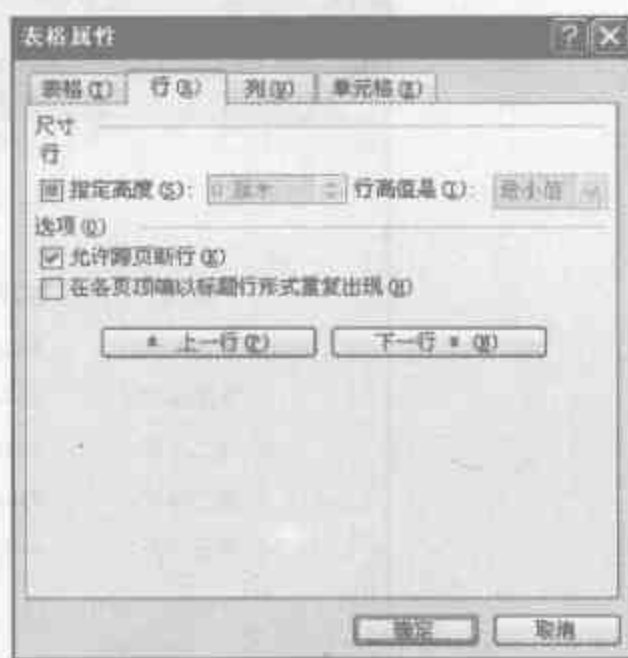 表格属性
表格(T) 行(R) 列(U) 单元格(E)
尺寸
行
指定高度(S): 0 厘米 行高值是(I): 最小值
选项(O)
允许跨页断行(K)
在各页顶端以标题行形式重复出现(H)
上一行(P) 下一行(N)
确定 取消